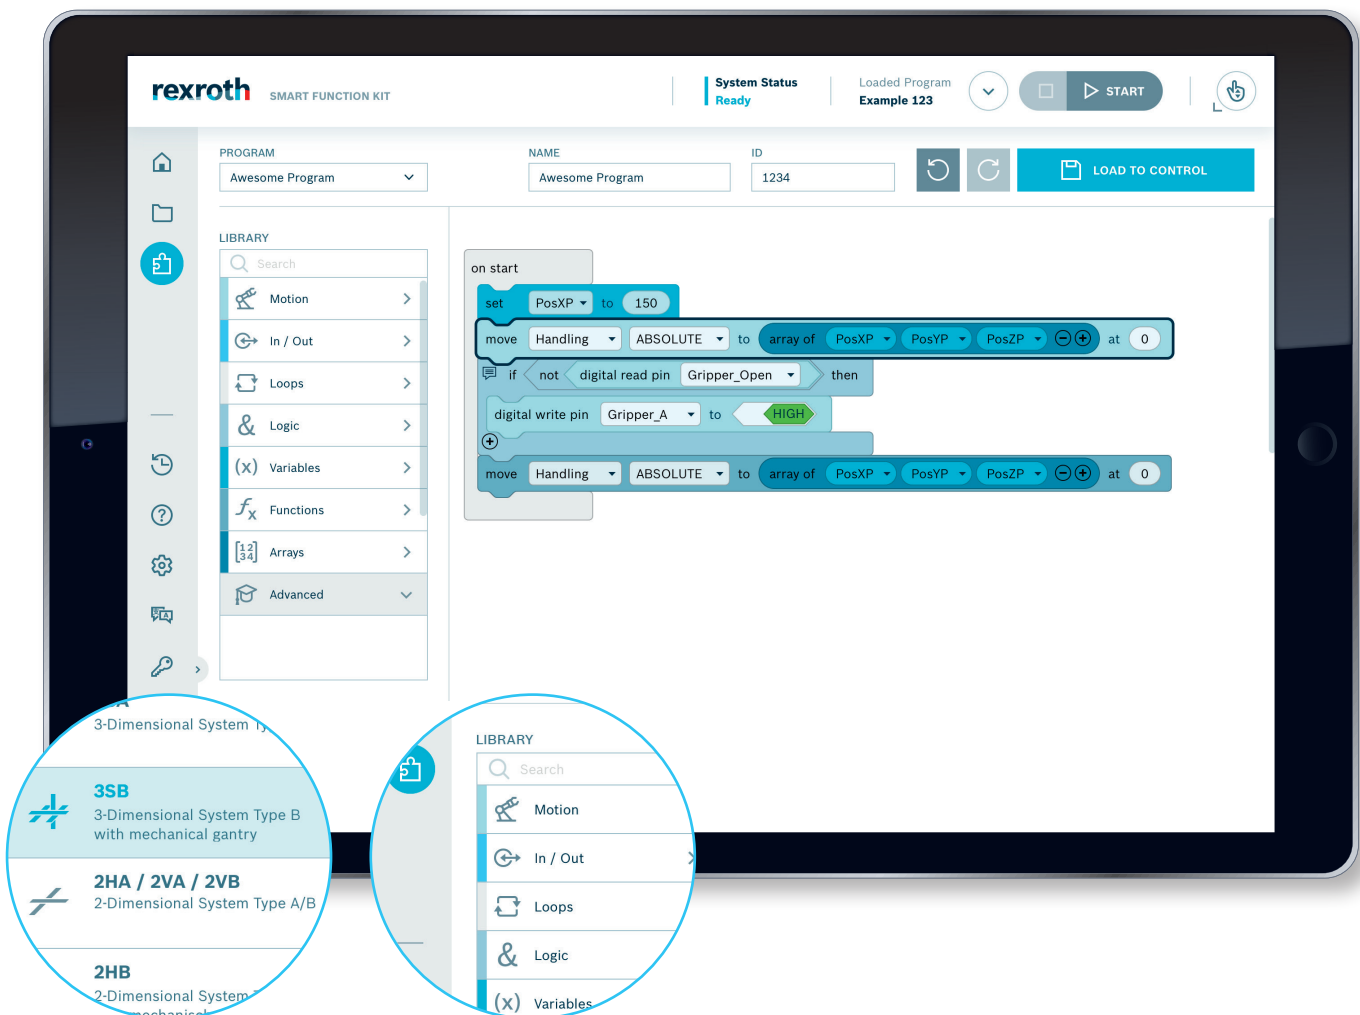 rexroth SMART FUNCTION KIT
System Status
Ready
Loaded Program
Example 123
START
PROGRAM
Awesome Program
NAME
Awesome Program
ID
1234
LOAD TO CONTROL
LIBRARY
Search
Motion
In / Out
Loops
Logic
(x) Variables
fx Functions
[12 34] Arrays
Advanced
on start
set PosXP to 150
move Handling ABSOLUTE to array of PosXP PosYP PosZP at 0
if not digital read pin Gripper_Open then
digital write pin Gripper_A to HIGH
move Handling ABSOLUTE to array of PosXP PosYP PosZP at 0
3-Dimensional System
3SB
3-Dimensional System Type B
with mechanical gantry
2HA / 2VA / 2VB
2-Dimensional System Type A/B
2HB
2-Dimensional System
LIBRARY
Search
Motion
In / Out
Loops
& Logic
(x) Variables